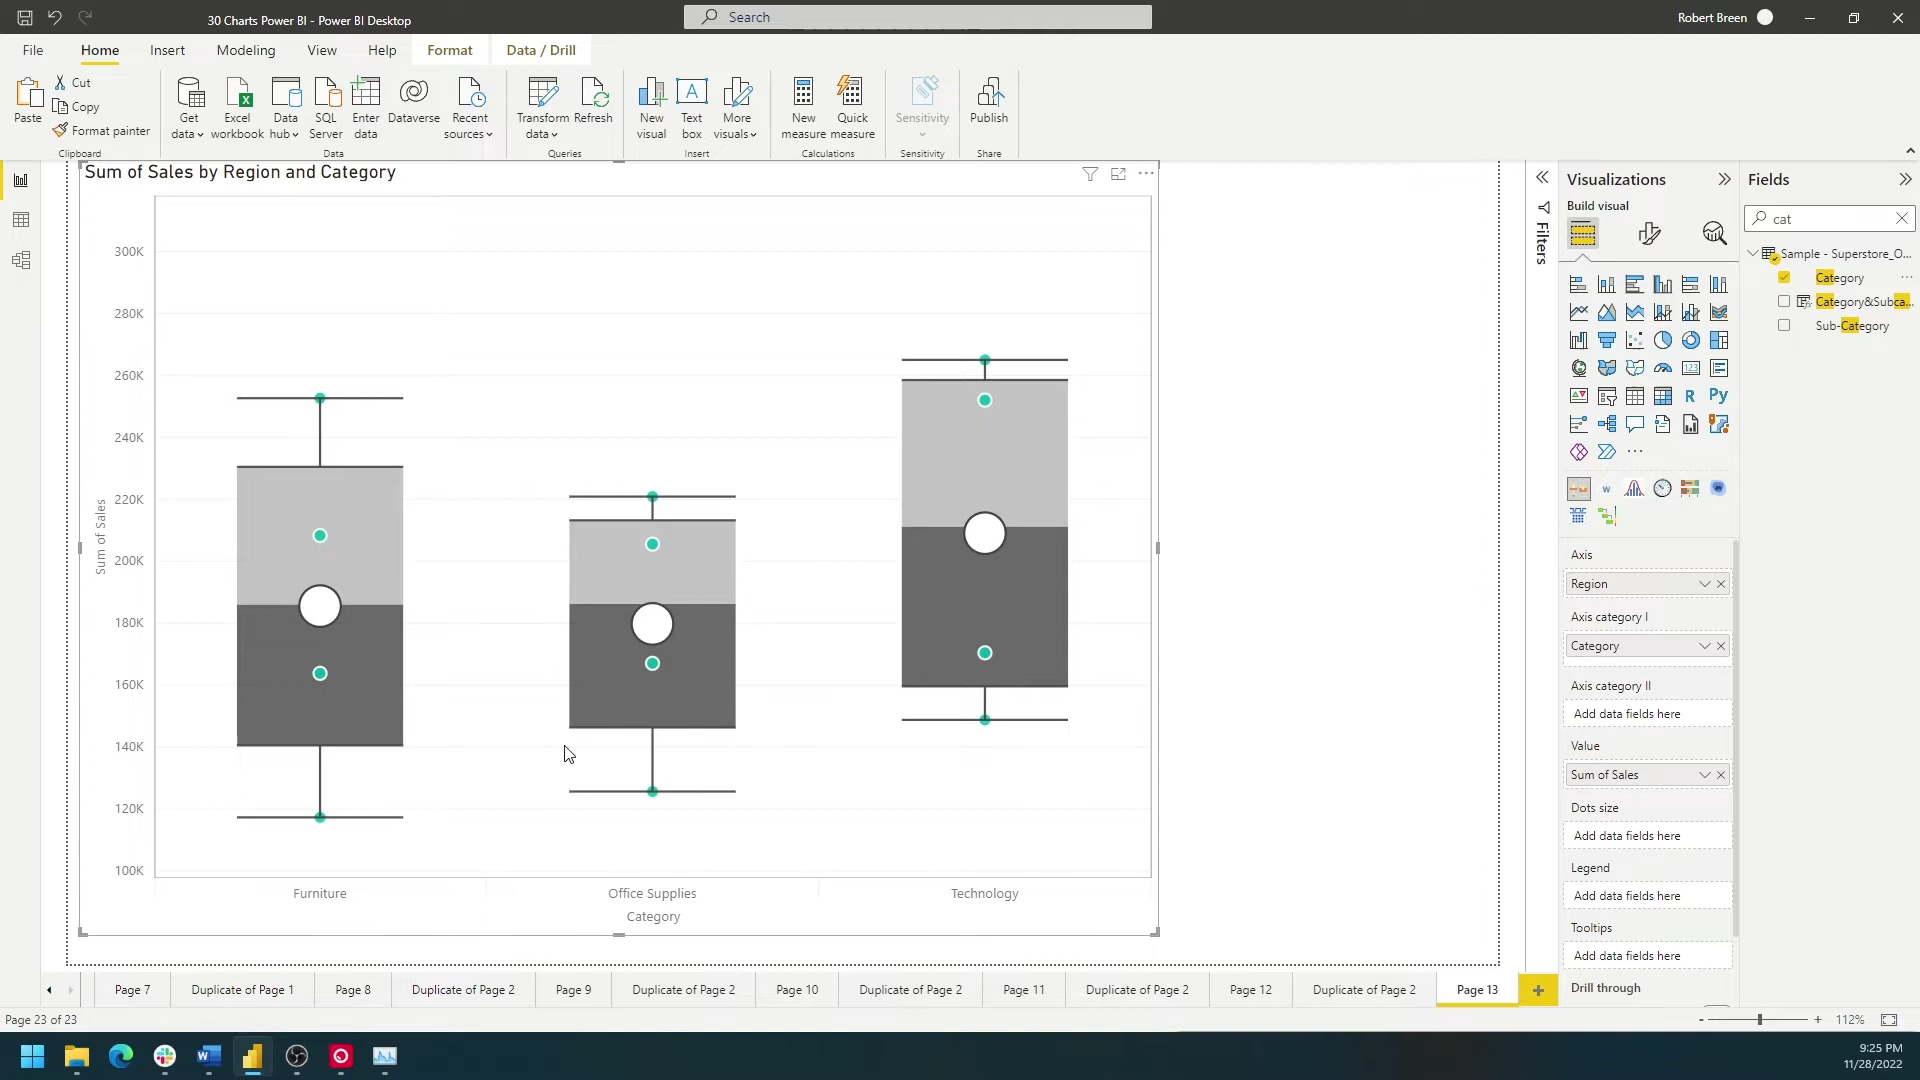 30 Charts Power BI - Power BI Desktop
Search
Robert Breen
File
Home
Insert
Modeling
View
Help
Format
Data / Drill
Paste
Cut
Copy
Format painter
Clipboard
Get data
Excel workbook
Data hub
SQL Server
Enter data
Dataverse
Recent sources
Data
Transform data
Refresh
Queries
New visual
Text box
More visuals
Insert
New measure
Quick measure
Calculations
Sensitivity
Sensitivity
Publish
Share
Sum of Sales by Region and Category
300K
280K
260K
240K
220K
200K
180K
160K
140K
120K
100K
Sum of Sales
Furniture
Office Supplies
Technology
Category
Filters
Visualizations
Build visual
R
Py
123
Axis
Region
Axis category I
Category
Axis category II
Add data fields here
Value
Sum of Sales
Dots size
Add data fields here
Legend
Add data fields here
Tooltips
Add data fields here
Drill through
Fields
cat
Sample - Superstore_O...
Category
Category&Subca...
Sub-Category
Page 7
Duplicate of Page 1
Page 8
Duplicate of Page 2
Page 9
Duplicate of Page 2
Page 10
Duplicate of Page 2
Page 11
Duplicate of Page 2
Page 12
Duplicate of Page 2
Page 13
Page 23 of 23
112%
9:25 PM
11/28/2022